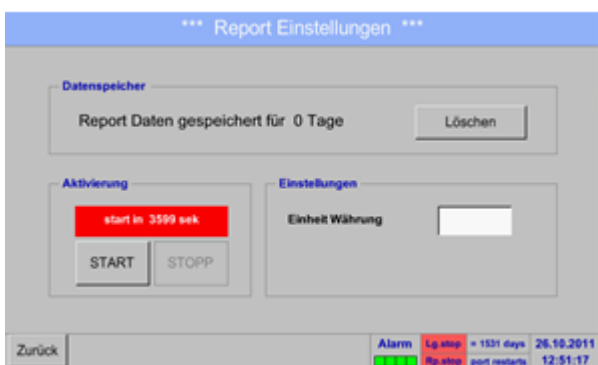 *** Report Einstellungen ***
Datenspeicher
Report Daten gespeichert für 0 Tage
Löschen
Aktivierung
start in 3599 sek
START
STOPP
Einstellungen
Einheit Währung
Zurück
Alarm
Lg.stop
= 1531 days
26.10.2011
Rp.stop
port restarts
12:51:17